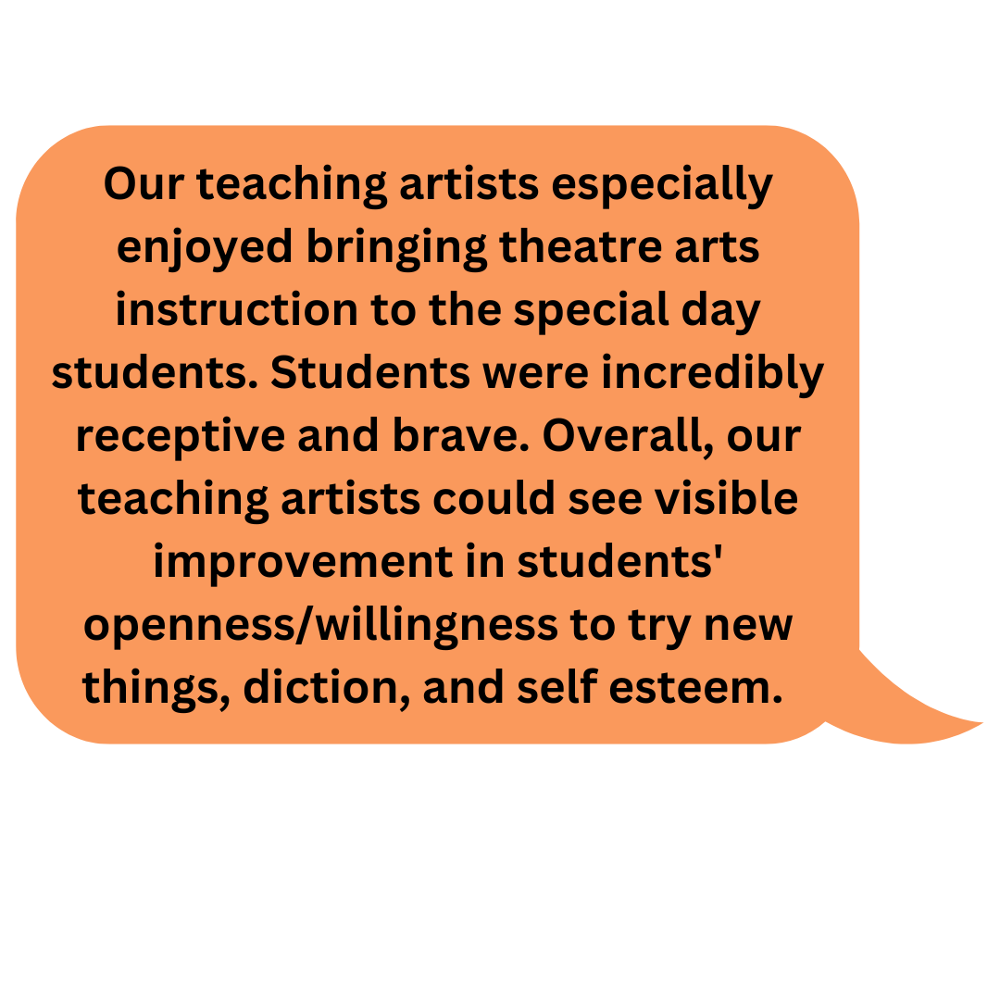 Our teaching artists especially
enjoyed bringing theatre arts
instruction to the special day
students. Students were incredibly
receptive and brave. Overall, our
teaching artists could see visible
improvement in students'
openness/willingness to try new
things, diction, and self esteem.